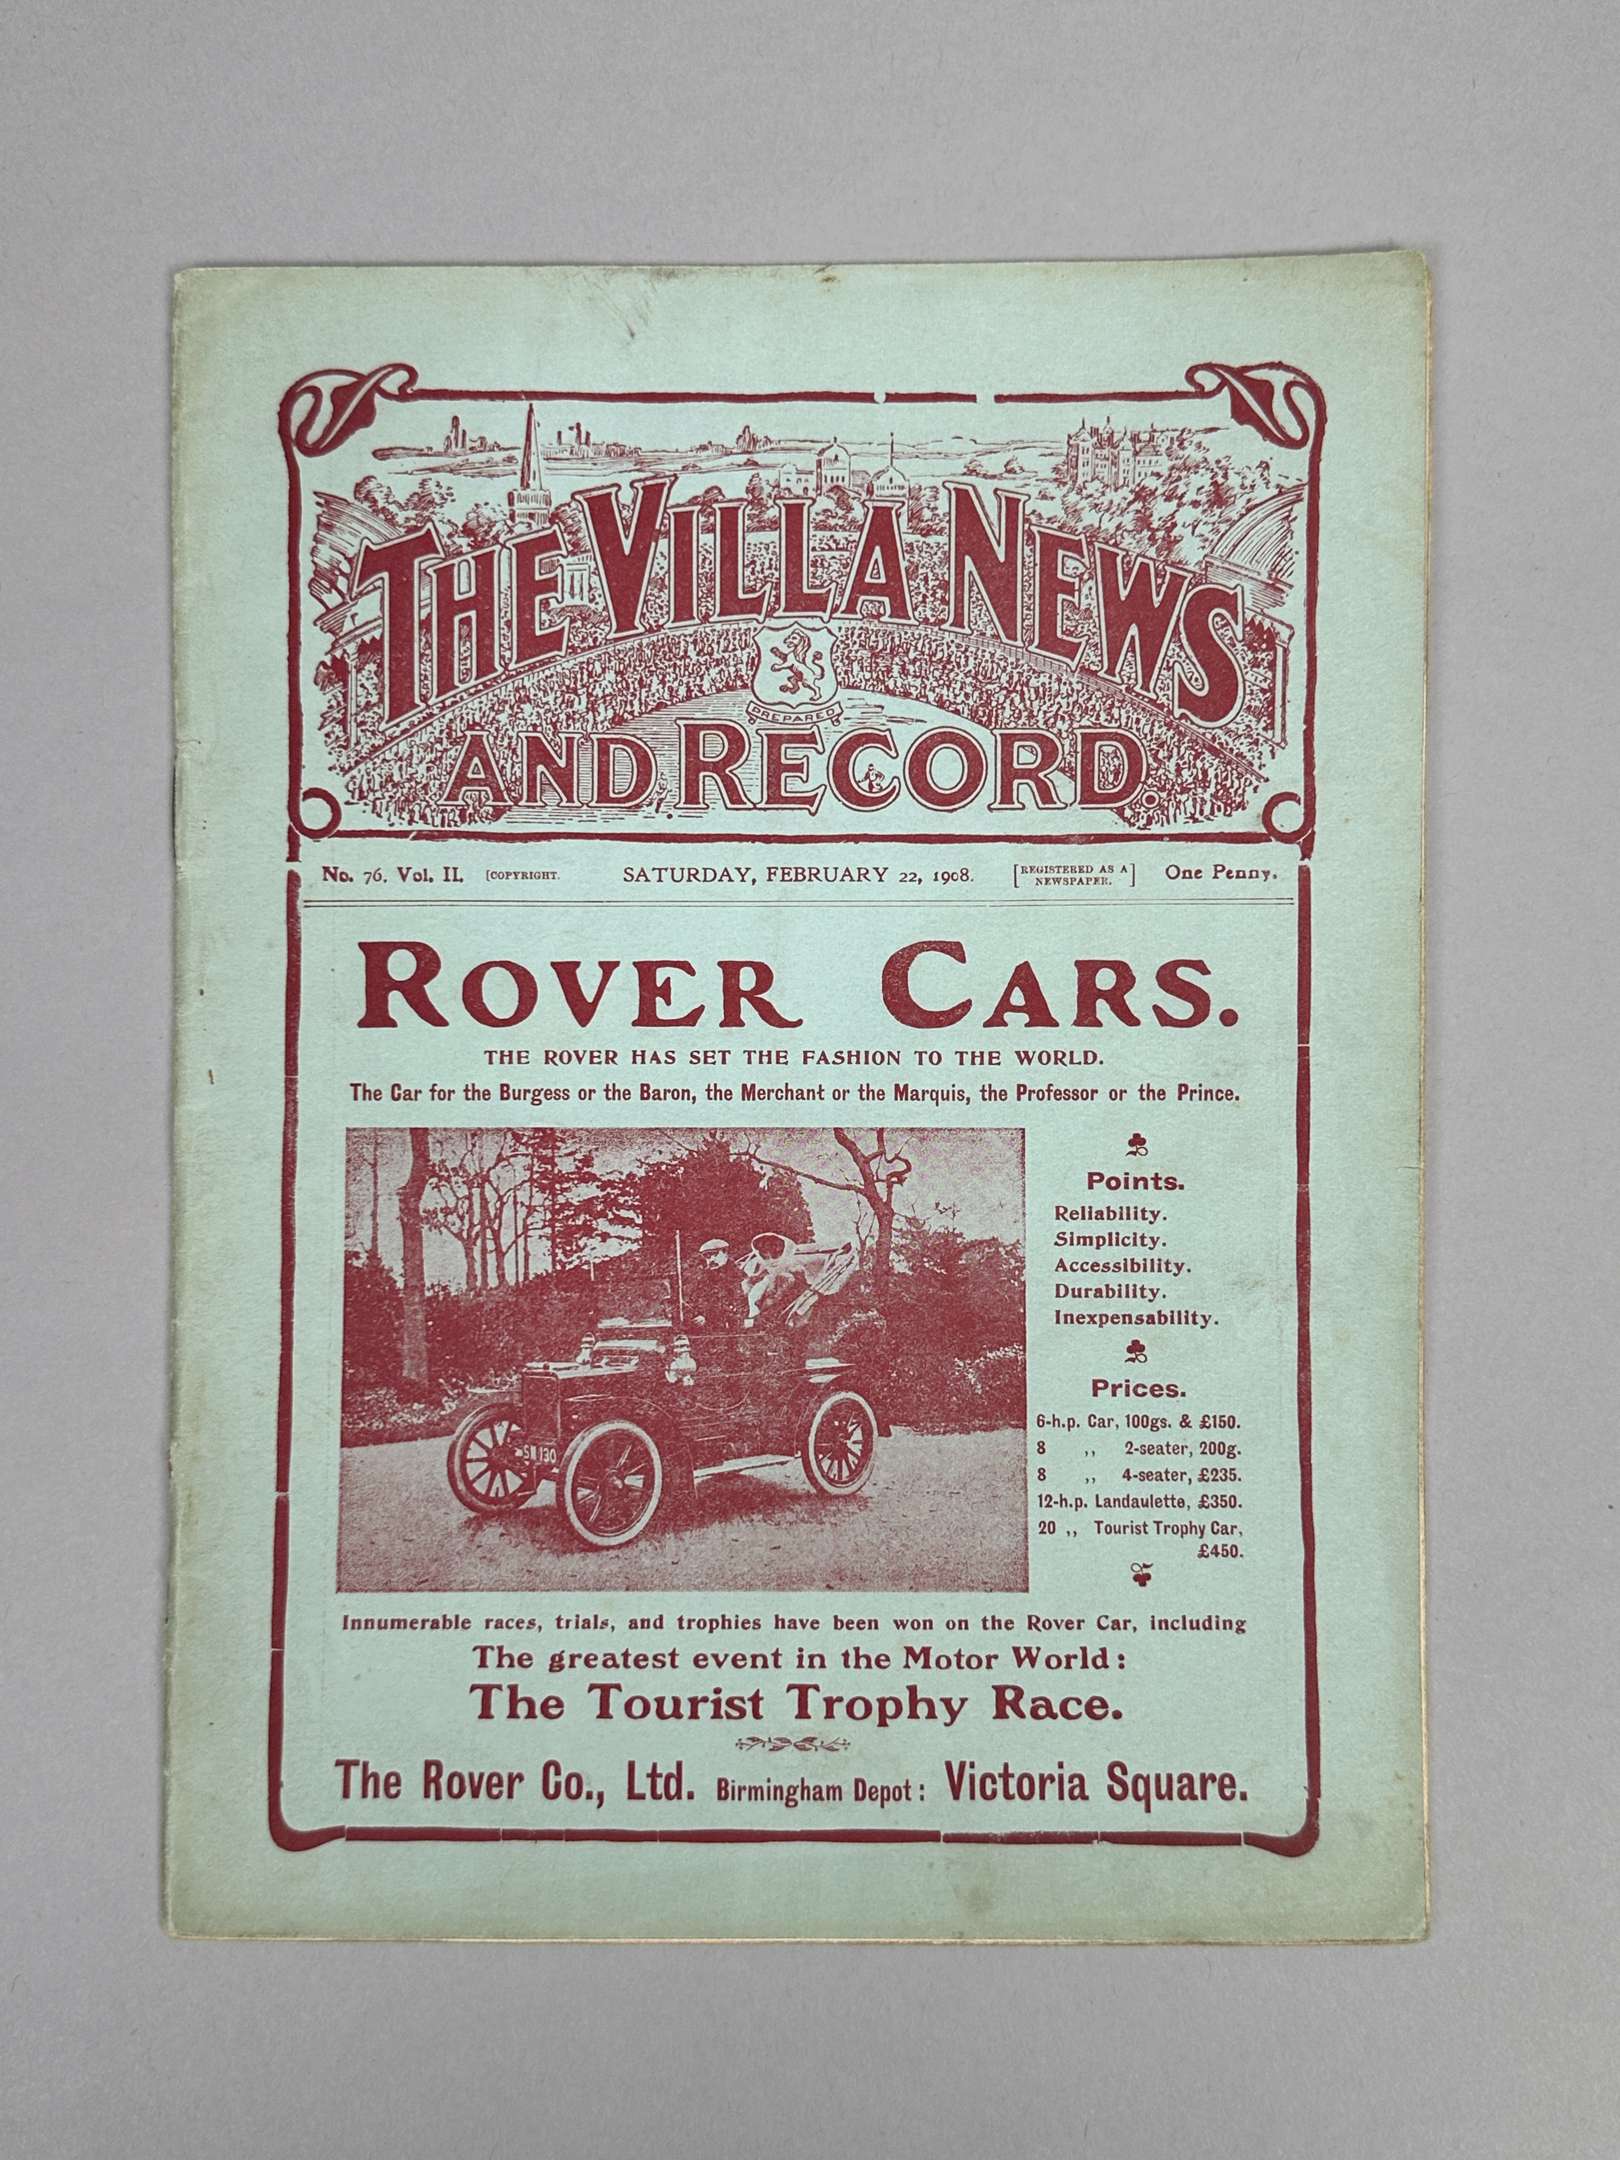 THE VILLA NEWS
PREPARED
AND RECORD.
No. 76. Vol. II. [COPYRIGHT. SATURDAY, FEBRUARY 22, 1908. [REGISTERED AS A NEWSPAPER.] One Penny.
ROVER CARS.
THE ROVER HAS SET THE FASHION TO THE WORLD.
The Car for the Burgess or the Baron, the Merchant or the Marquis, the Professor or the Prince.
Points.
Reliability.
Simplicity.
Accessibility.
Durability.
Inexpensability.
Prices.
6-h.p. Car, 100gs. & £150.
8 ,, 2-seater, 200g.
8 ,, 4-seater, £235.
12-h.p. Landaulette, £350.
20 ,, Tourist Trophy Car,
£450.
Innumerable races, trials, and trophies have been won on the Rover Car, including
The greatest event in the Motor World:
The Tourist Trophy Race.
The Rover Co., Ltd. Birmingham Depot: Victoria Square.